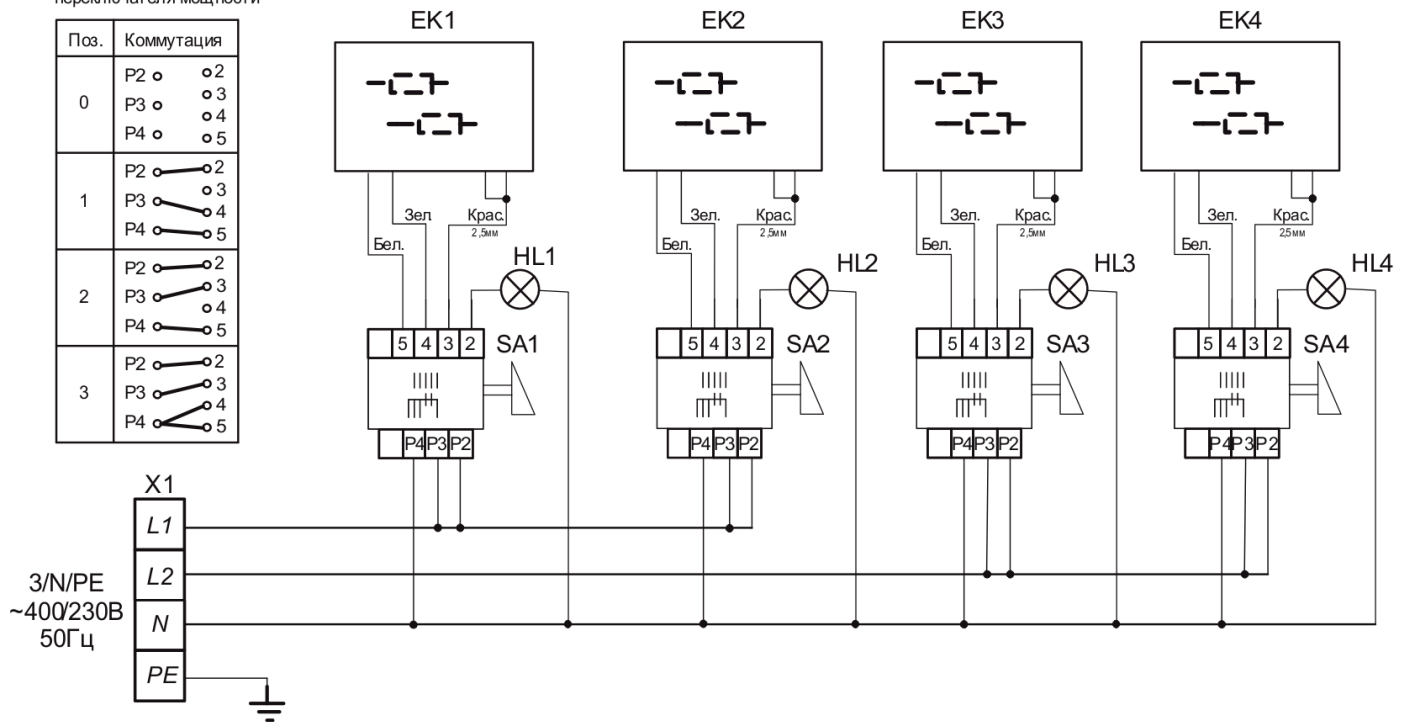 переключателя мощности
EK1 EK2 EK3 EK4
Поз. Коммутация
0
P2 2
P3 3
4
P4 5
1
P2 2
3
P3 4
P4 5
2
P2 2
P3 3
4
P4 5
3
P2 2
P3 3
4
P4 5
Зел. Крас. Зел. Крас. Зел. Крас. Зел. Крас.
2,5мм 2,5мм 2,5мм 25мм
Бел. Бел. Бел. Бел.
HL1 HL2 HL3 HL4
5 4 3 2 SA1 5 4 3 2 SA2 5 4 3 2 SA3 5 4 3 2 SA4
P4 P3 P2 P4 P3 P2 P4 P3 P2 P4 P3 P2
X1
L1
L2
N
PE
3/N/PE
~400/230В
50Гц